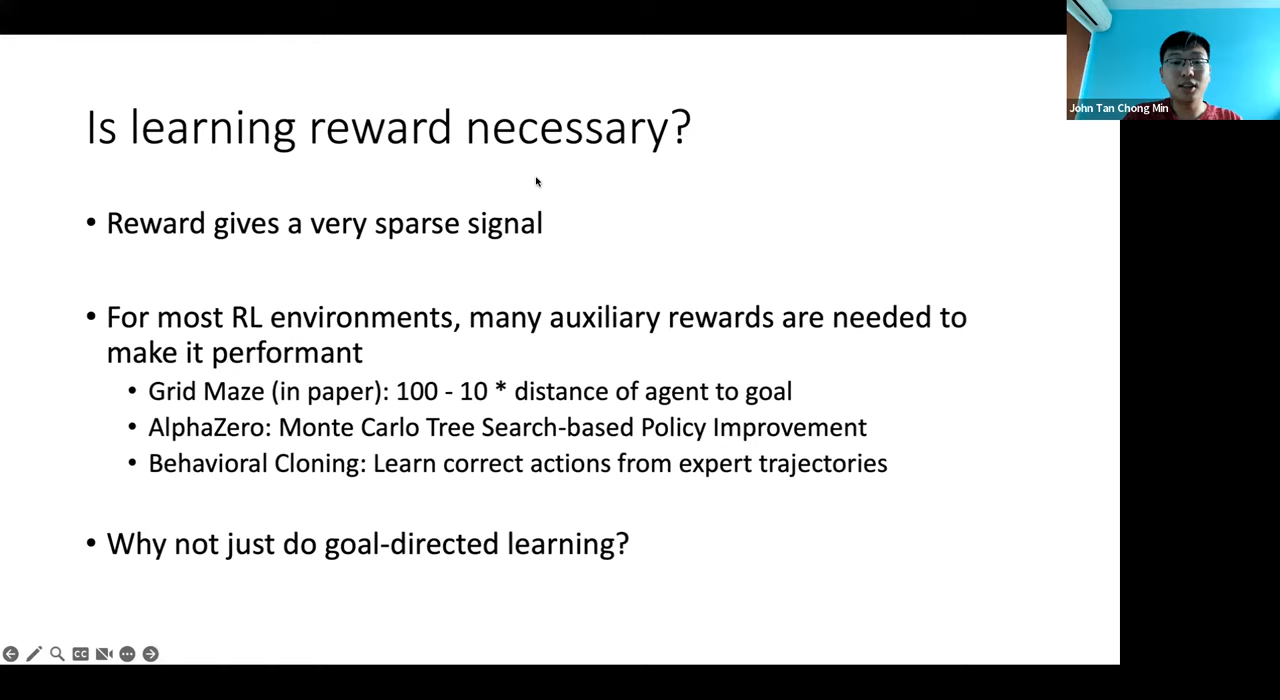 Is learning reward necessary?
John Tan Chong Min
• Reward gives a very sparse signal
• For most RL environments, many auxiliary rewards are needed to
make it performant
• Grid Maze (in paper): 100 - 10 * distance of agent to goal
• AlphaZero: Monte Carlo Tree Search-based Policy Improvement
• Behavioral Cloning: Learn correct actions from expert trajectories
• Why not just do goal-directed learning?
CC